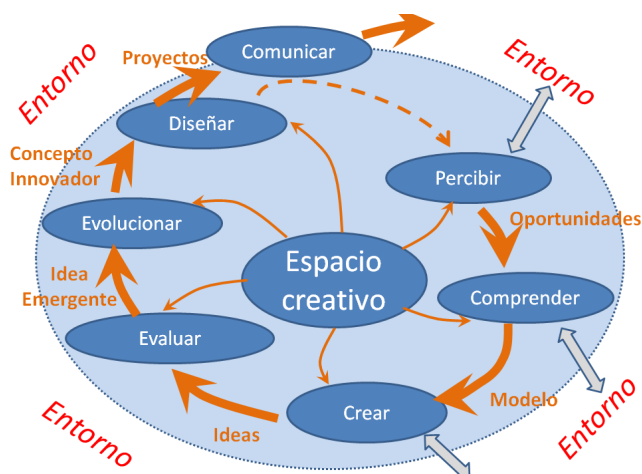 Comunicar
Proyectos
Entorno
Entorno
Diseñar
Concepto
Innovador
Percibir
Evolucionar
Oportunidades
Espacio
creativo
Idea
Emergente
Comprender
Evaluar
Modelo
Entorno
Crear
Ideas
Entorno